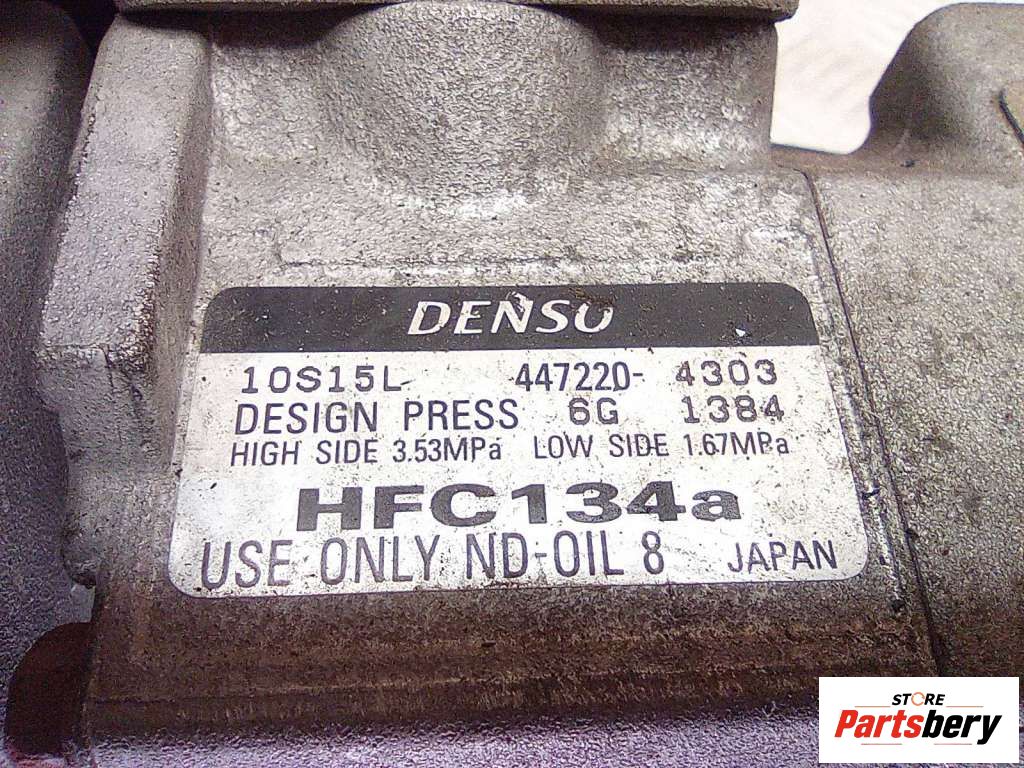 DENSO
10S15L 447220- 4303
DESIGN PRESS 6G 1384
HIGH SIDE 3.53MPa LOW SIDE 1.67MPa
HFC134a
USE ONLY ND-OIL 8 JAPAN
STORE
Partsbery